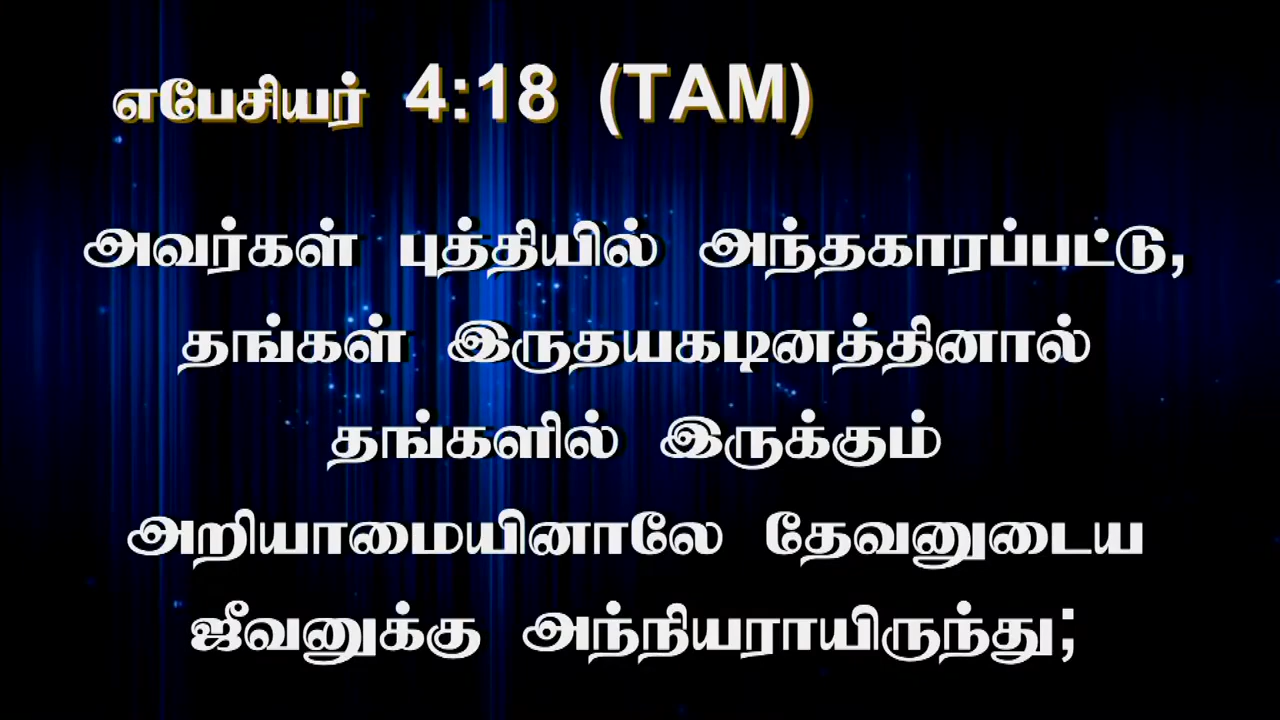 எபேசியர் 4:18 (TAM)
அவர்கள் புத்தியில் அந்தகாரப்பட்டு,
தங்கள் இருதயகடினத்தினால்
தங்களில் இருக்கும்
அறியாமையினாலே தேவனுடைய
ஜீவனுக்கு அந்நியராயிருந்து;